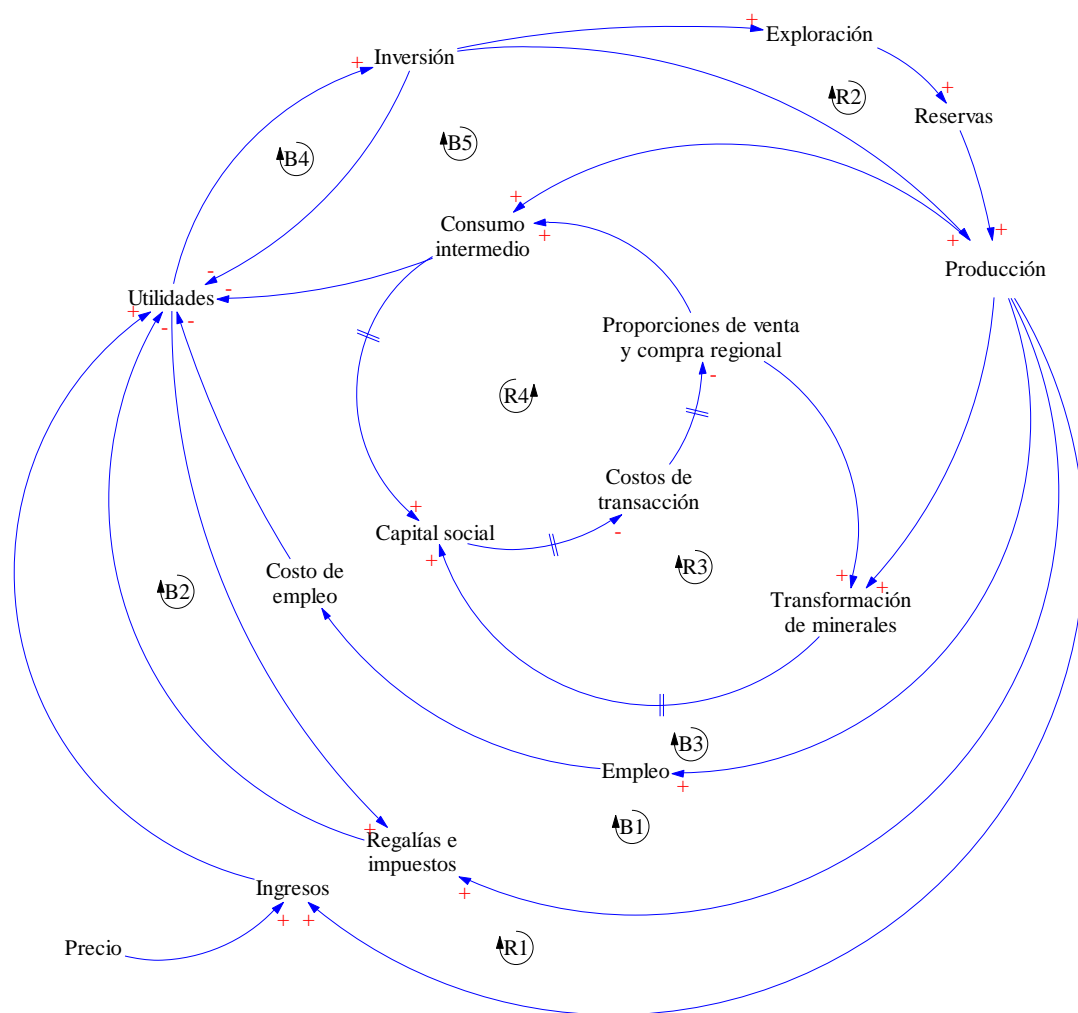 Exploración
Inversión
R2
Reservas
B5
B4
Consumo
intermedio
Producción
Utilidades
Proporciones de venta
y compra regional
R4
Costos de
transacción
Capital social
R3
Costo de
empleo
B2
Transformación
de minerales
B3
Empleo
B1
Regalías e
impuestos
Ingresos
Precio
R1
+
+
+
+
+
+
+
+
-
-
+
-
-
-
+
-
+
+
+
+
+
+
+
+
+